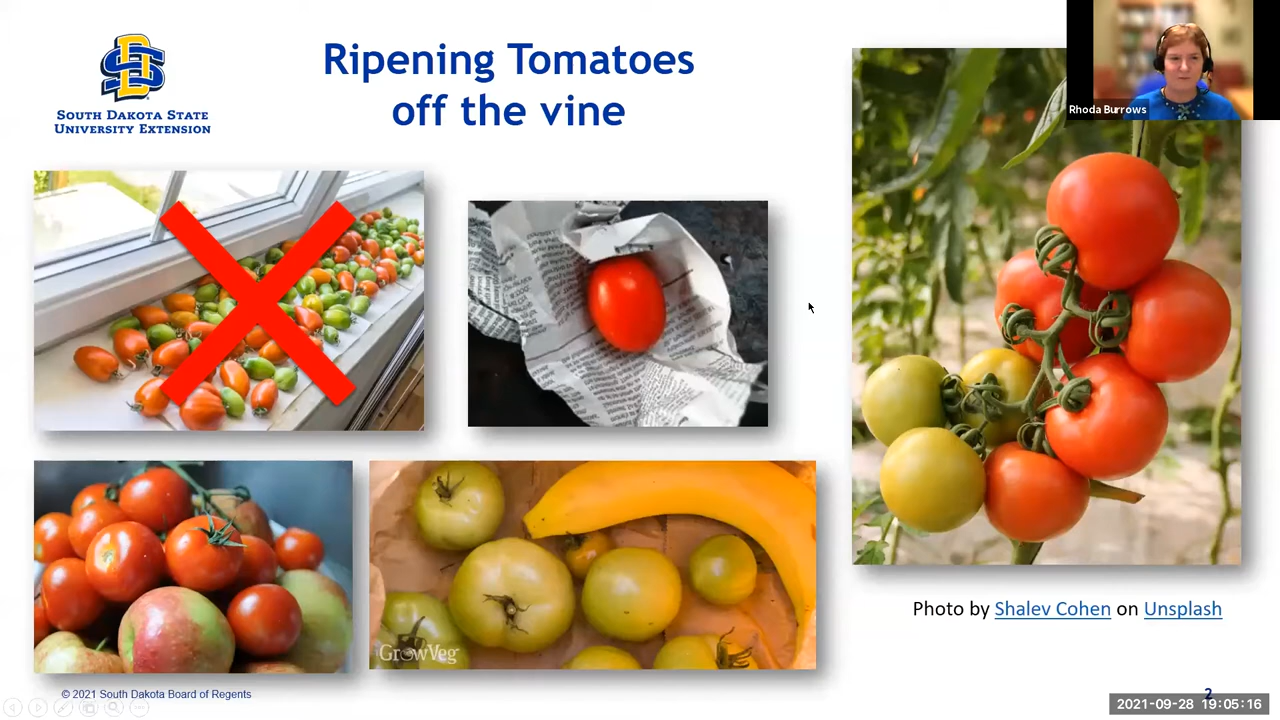 Ripening Tomatoes
off the vine
SOUTH DAKOTA STATE
UNIVERSITY EXTENSION
Rhoda Burrows
GrowVeg
Photo by Shalev Cohen on Unsplash
© 2021 South Dakota Board of Regents
2
2021-09-28 19:05:16